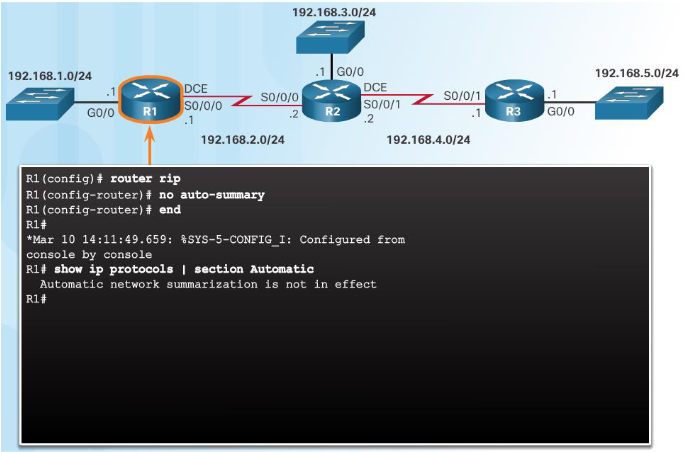 192.168.3.0/24
192.168.1.0/24
192.168.5.0/24
.1 G0/0
.1
DCE
DCE
G0/0
R1
S0/0/0
.1
S0/0/0
.2
R2
S0/0/1
.2
S0/0/1
.1
R3
.1
G0/0
192.168.2.0/24
192.168.4.0/24
R1(config)# router rip
R1(config-router)# no auto-summary
R1(config-router)# end
R1#
*Mar 10 14:11:49.659: %SYS-5-CONFIG_I: Configured from
console by console
R1# show ip protocols | section Automatic
Automatic network summarization is not in effect
R1#